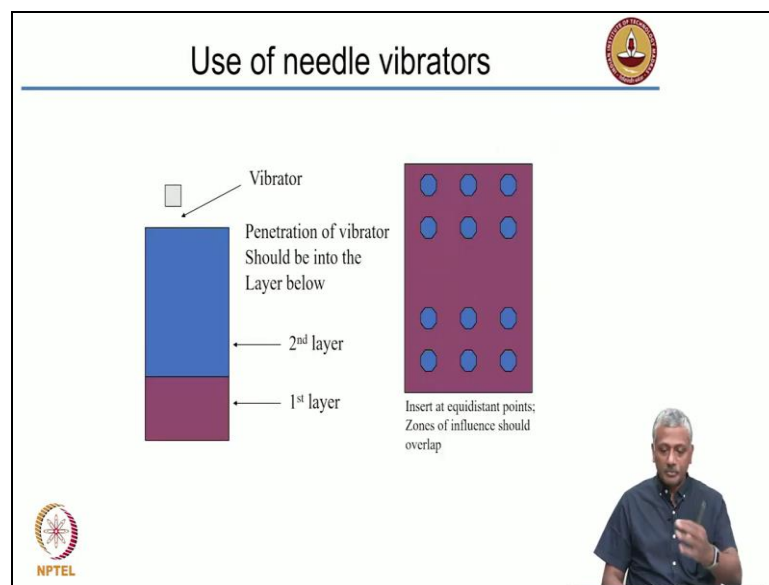 Use of needle vibrators
Vibrator
Penetration of vibrator
Should be into the
Layer below
2nd layer
1st layer
Insert at equidistant points;
Zones of influence should
overlap
NPTEL